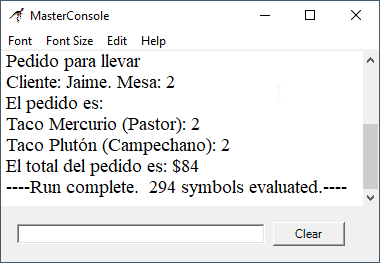 MasterConsole
Font Font Size Edit Help
Pedido para llevar
Cliente: Jaime. Mesa: 2
El pedido es:
Taco Mercurio (Pastor): 2
Taco Plutón (Campechano): 2
El total del pedido es: $84
----Run complete.  294 symbols evaluated.----
Clear